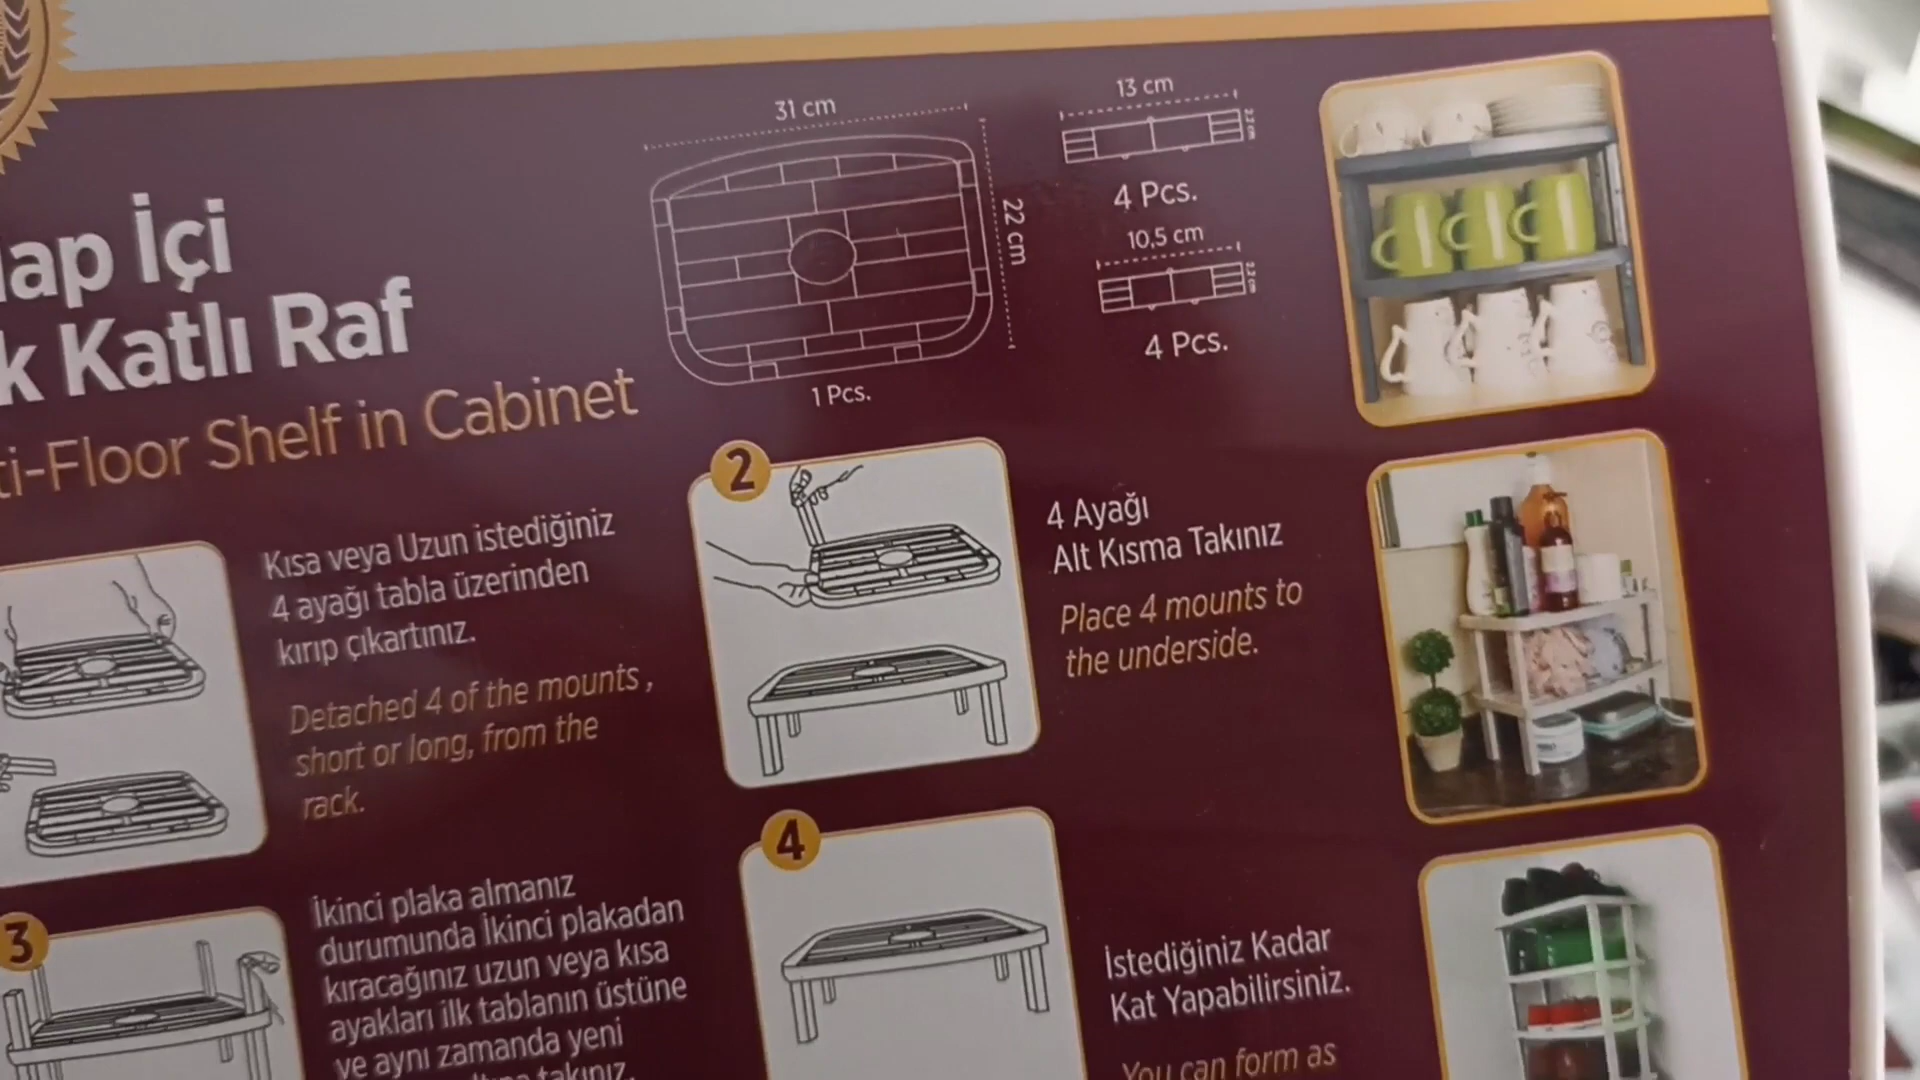 31 cm
22 cm
1 Pcs.
13 cm
4 Pcs.
10,5 cm
4 Pcs.
İçi
Katlı Raf
-Floor Shelf in Cabinet
Kısa veya Uzun istediğiniz
4 ayağı tabla üzerinden
kırıp çıkartınız.
Detached 4 of the mounts ,
short or long, from the
rack.
2
4 Ayağı
Alt Kısma Takınız
Place 4 mounts to
the underside.
3
İkinci plaka almanız
durumunda İkinci plakadan
kıracağınız uzun veya kısa
ayakları ilk tablanın üstüne
ve aynı zamanda yeni
takınız.
4
İstediğiniz Kadar
Kat Yapabilirsiniz.
You can form as